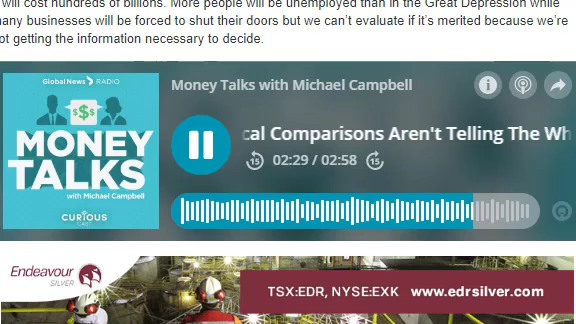 will cost hundreds of billions. More people will be unemployed than in the Great Depression while
many businesses will be forced to shut their doors but we can't evaluate if it's merited because we're
not getting the information necessary to decide.
Global News RADIO
$$$
MONEY
TALKS
with Michael Campbell
CURIOUS
CAST
Money Talks with Michael Campbell
cal Comparisons Aren't Telling The Wh
15 02:29 / 02:58 15
Endeavour
SILVER
TSX:EDR, NYSE:EXK www.edrsilver.com